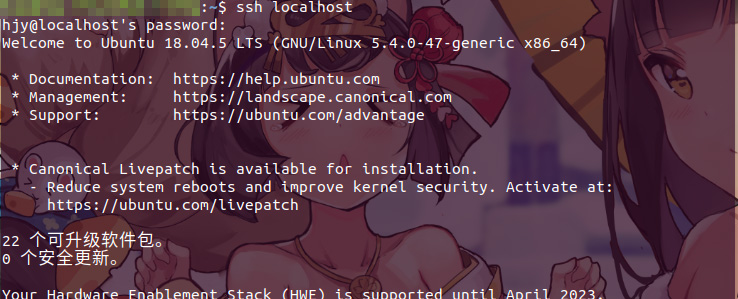 :~$ ssh localhost
hjy@localhost's password:
Welcome to Ubuntu 18.04.5 LTS (GNU/Linux 5.4.0-47-generic x86_64)
* Documentation:  https://help.ubuntu.com
* Management:     https://landscape.canonical.com
* Support:        https://ubuntu.com/advantage
* Canonical Livepatch is available for installation.
- Reduce system reboots and improve kernel security. Activate at:
https://ubuntu.com/livepatch
22 个可升级软件包。
0 个安全更新。
Your Hardware Enablement Stack (HWE) is supported until April 2023.